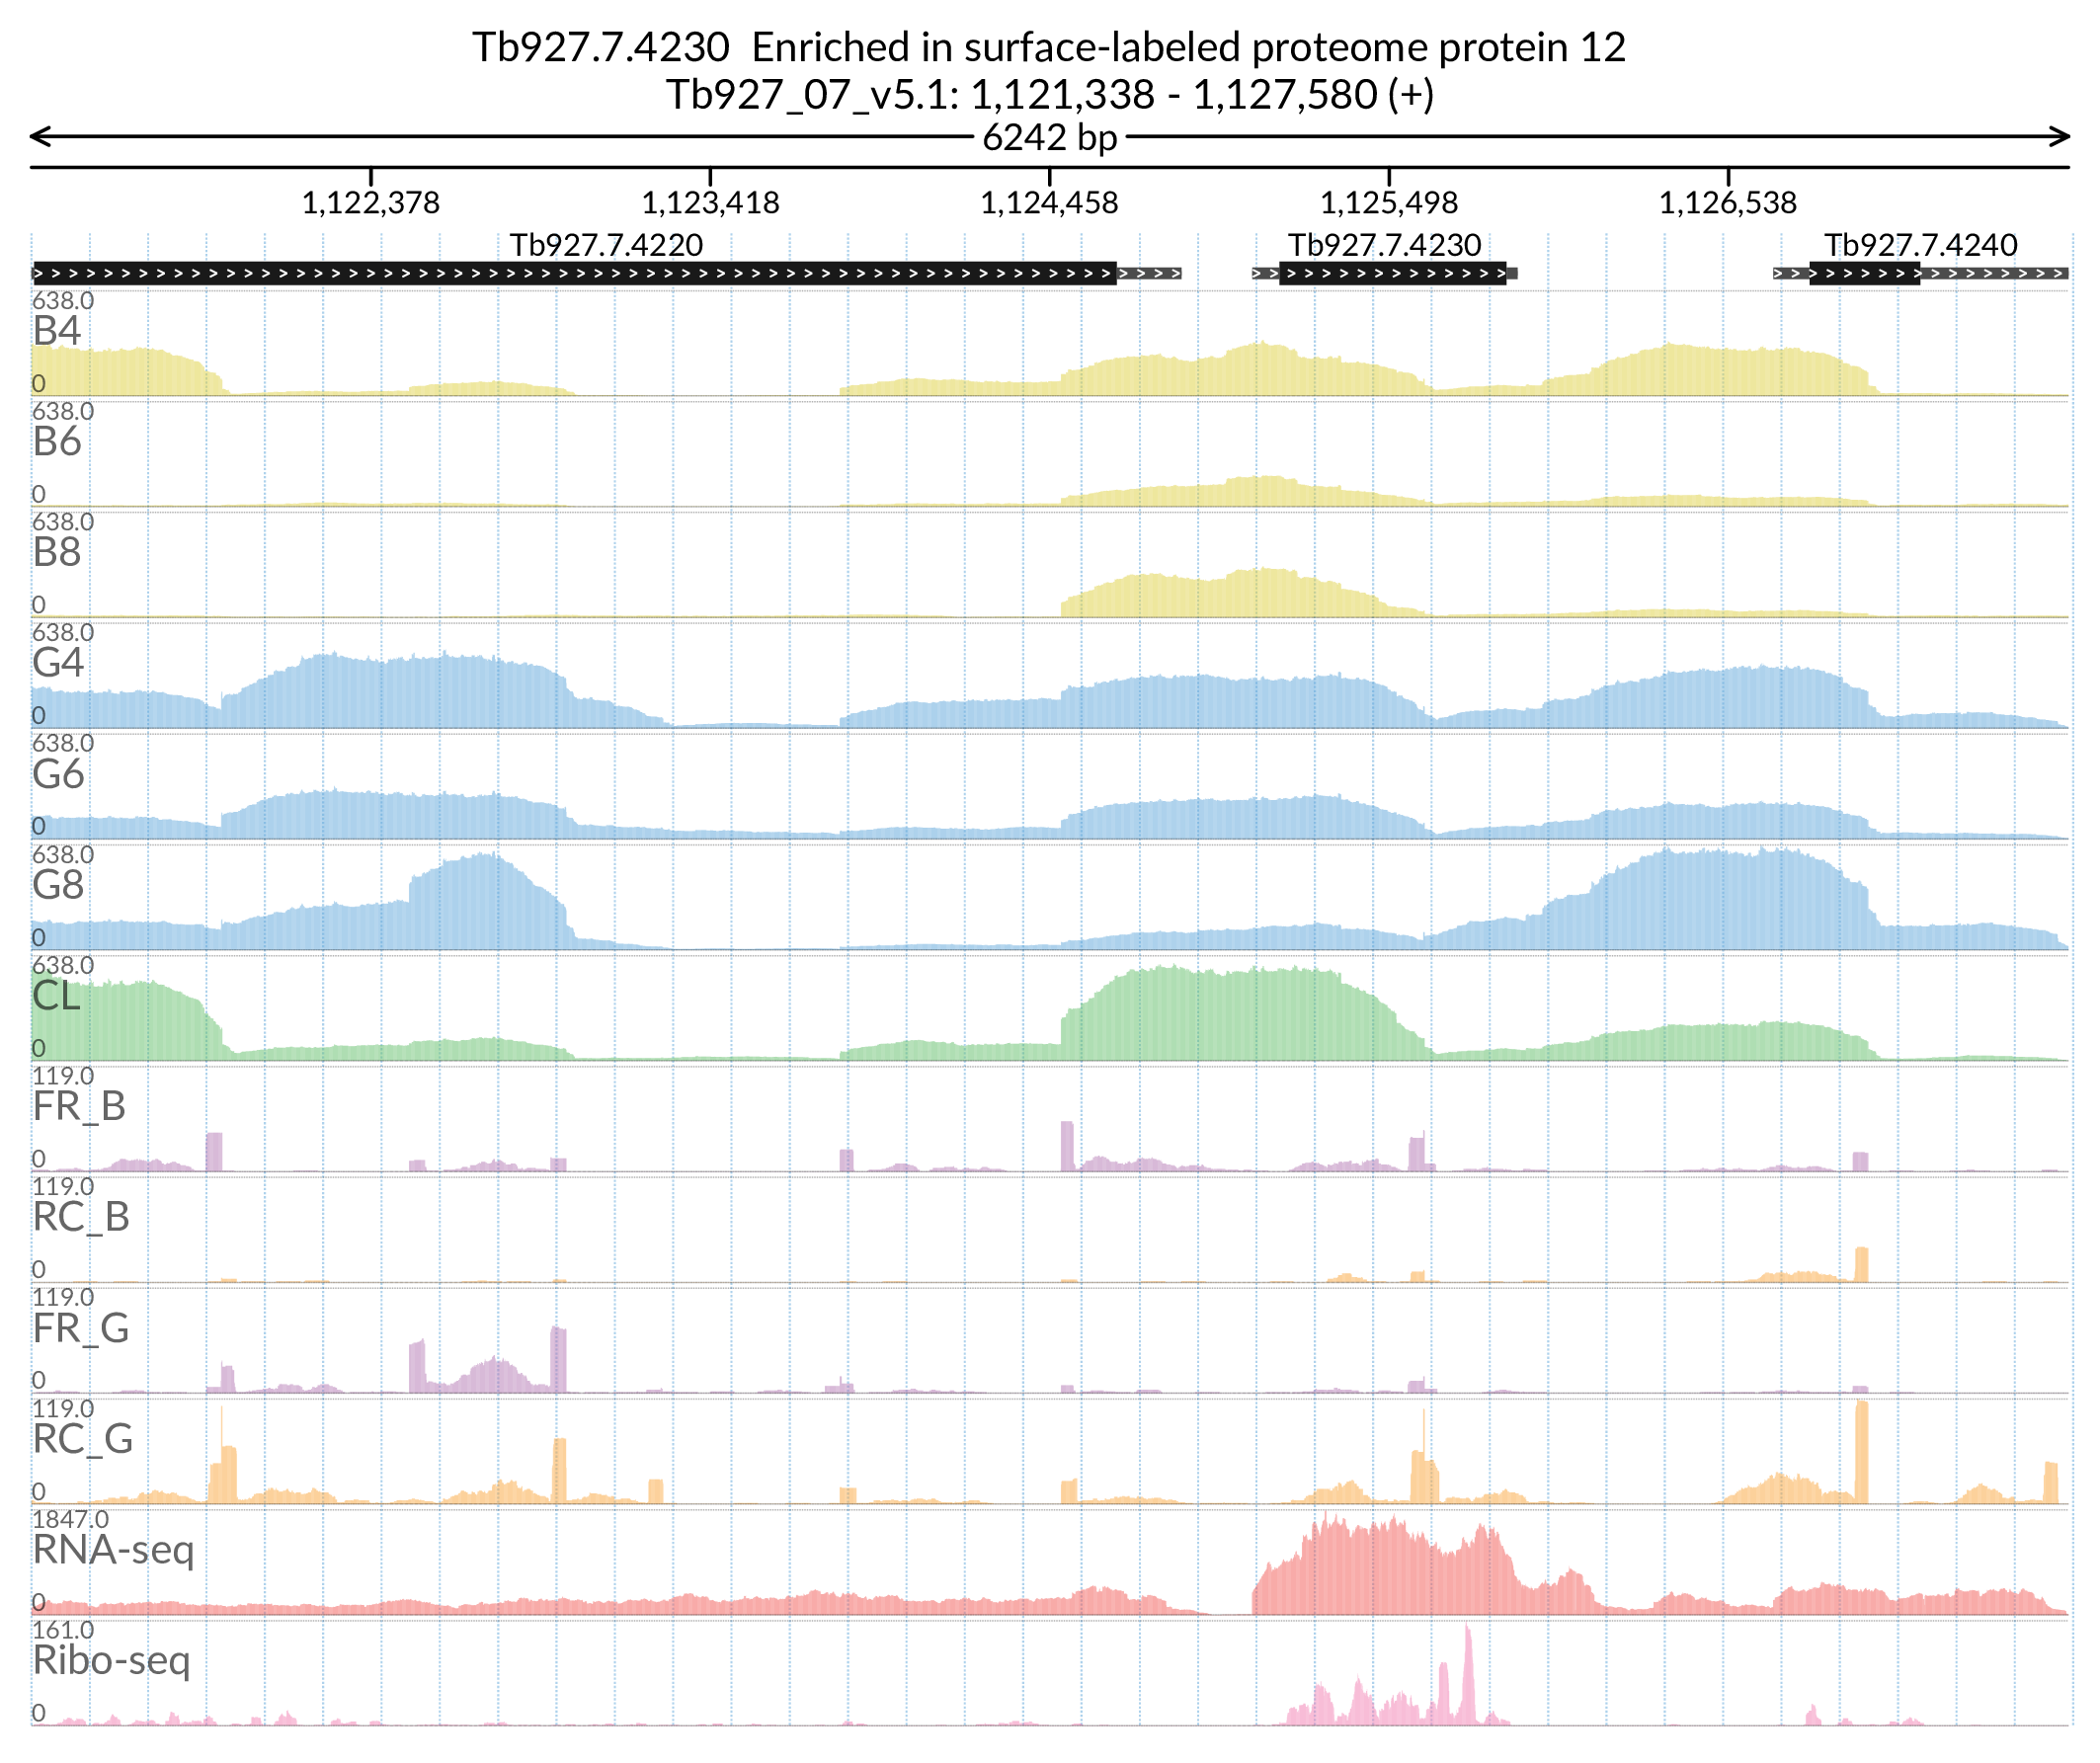 Tb927.7.4230  Enriched in surface-labeled proteome protein 12
Tb927_07_v5.1: 1,121,338 - 1,127,580 (+)
6242 bp
1,122,378 1,123,418 1,124,458 1,125,498 1,126,538
Tb927.7.4220 Tb927.7.4230 Tb927.7.4240
638.0
B4
0
638.0
B6
0
638.0
B8
0
638.0
G4
0
638.0
G6
0
638.0
G8
0
638.0
CL
0
119.0
FR_B
0
119.0
RC_B
0
119.0
FR_G
0
119.0
RC_G
0
1847.0
RNA-seq
0
161.0
Ribo-seq
0